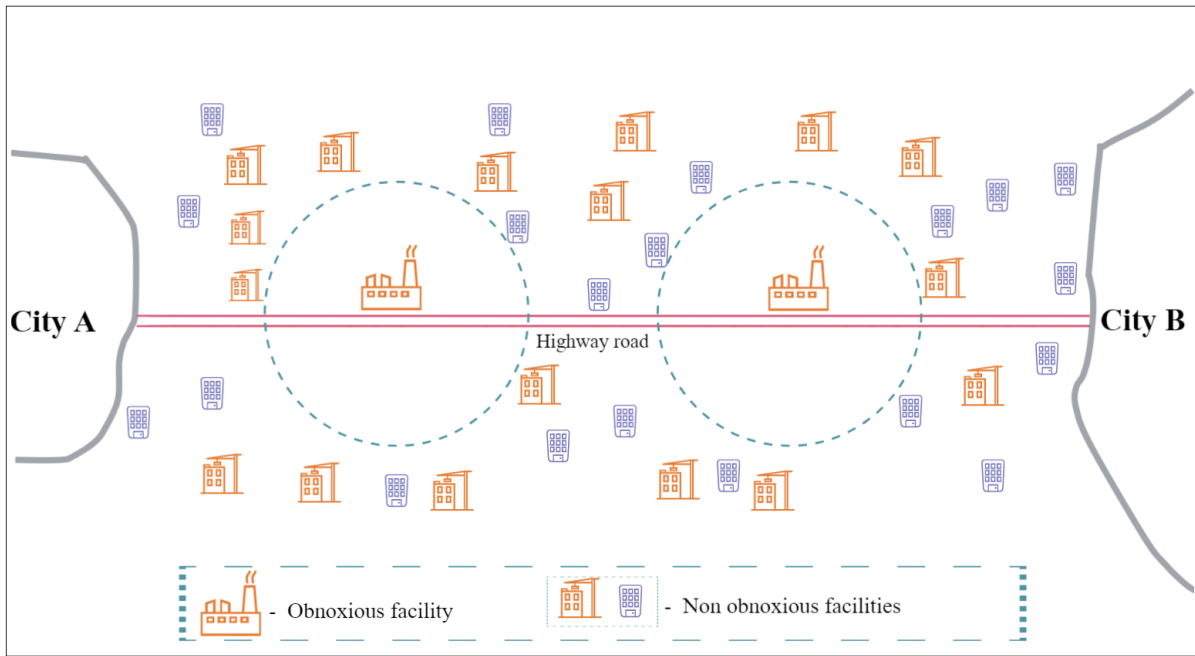 City A
City B
Highway road
- Obnoxious facility
- Non obnoxious facilities